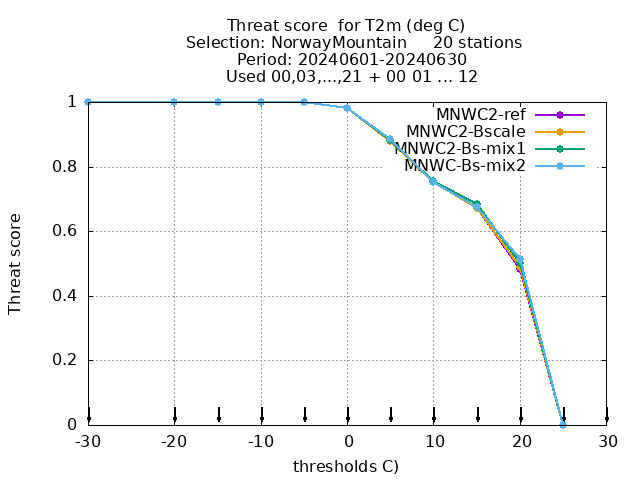 Threat score  for T2m (deg C)
Selection: NorwayMountain     20 stations
Period: 20240601-20240630
Used 00,03,...,21 + 00 01 ... 12
MNWC2-ref
MNWC2-Bscale
MNWC2-Bs-mix1
MNWC-Bs-mix2
1
0.8
0.6
0.4
0.2
0
Threat score
-30
-20
-10
0
10
20
30
thresholds C)